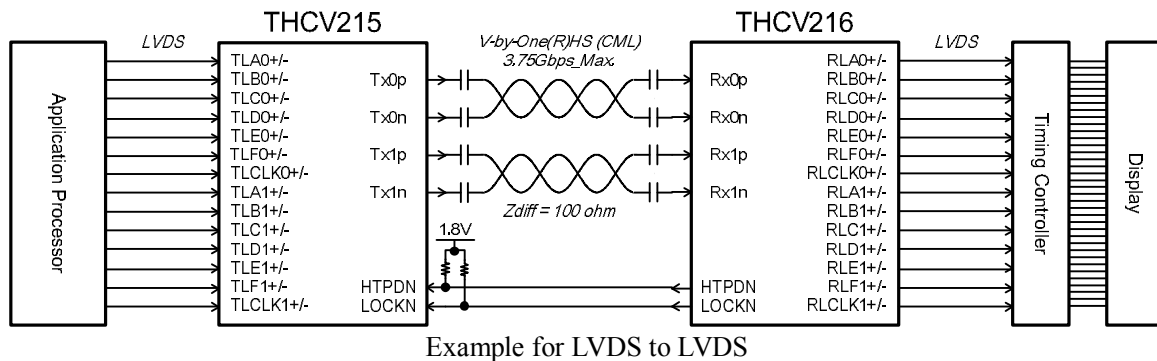 THCV215
THCV216
LVDS
V-by-One(R)HS (CML)
3.75Gbps_Max.
LVDS
Application Processor
TLA0+/-
TLB0+/-
TLC0+/-
TLD0+/-
TLE0+/-
TLF0+/-
TLCLK0+/-
TLA1+/-
TLB1+/-
TLC1+/-
TLD1+/-
TLE1+/-
TLF1+/-
TLCLK1+/-
Tx0p
Tx0n
Tx1p
Tx1n
HTPDN
LOCKN
Zdiff = 100 ohm
1.8V
Rx0p
Rx0n
Rx1p
Rx1n
HTPDN
LOCKN
RLA0+/-
RLB0+/-
RLC0+/-
RLD0+/-
RLE0+/-
RLF0+/-
RLCLK0+/-
RLA1+/-
RLB1+/-
RLC1+/-
RLD1+/-
RLE1+/-
RLF1+/-
RLCLK1+/-
Timing Controller
Display
Example for LVDS to LVDS